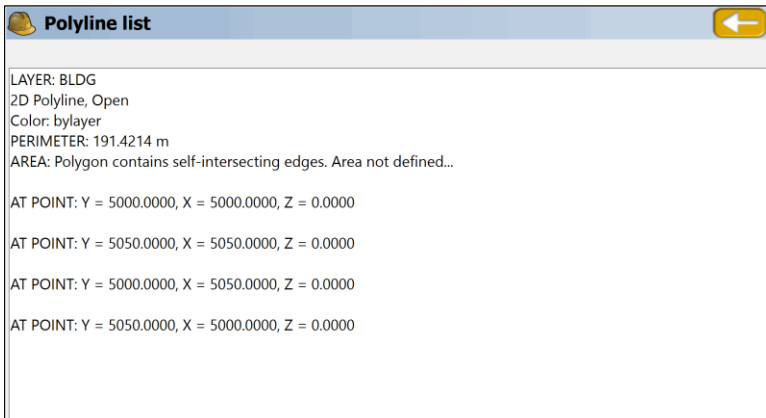 Polyline list
LAYER: BLDG
2D Polyline, Open
Color: bylayer
PERIMETER: 191.4214 m
AREA: Polygon contains self-intersecting edges. Area not defined...
AT POINT: Y = 5000.0000, X = 5000.0000, Z = 0.0000
AT POINT: Y = 5050.0000, X = 5050.0000, Z = 0.0000
AT POINT: Y = 5000.0000, X = 5050.0000, Z = 0.0000
AT POINT: Y = 5050.0000, X = 5000.0000, Z = 0.0000